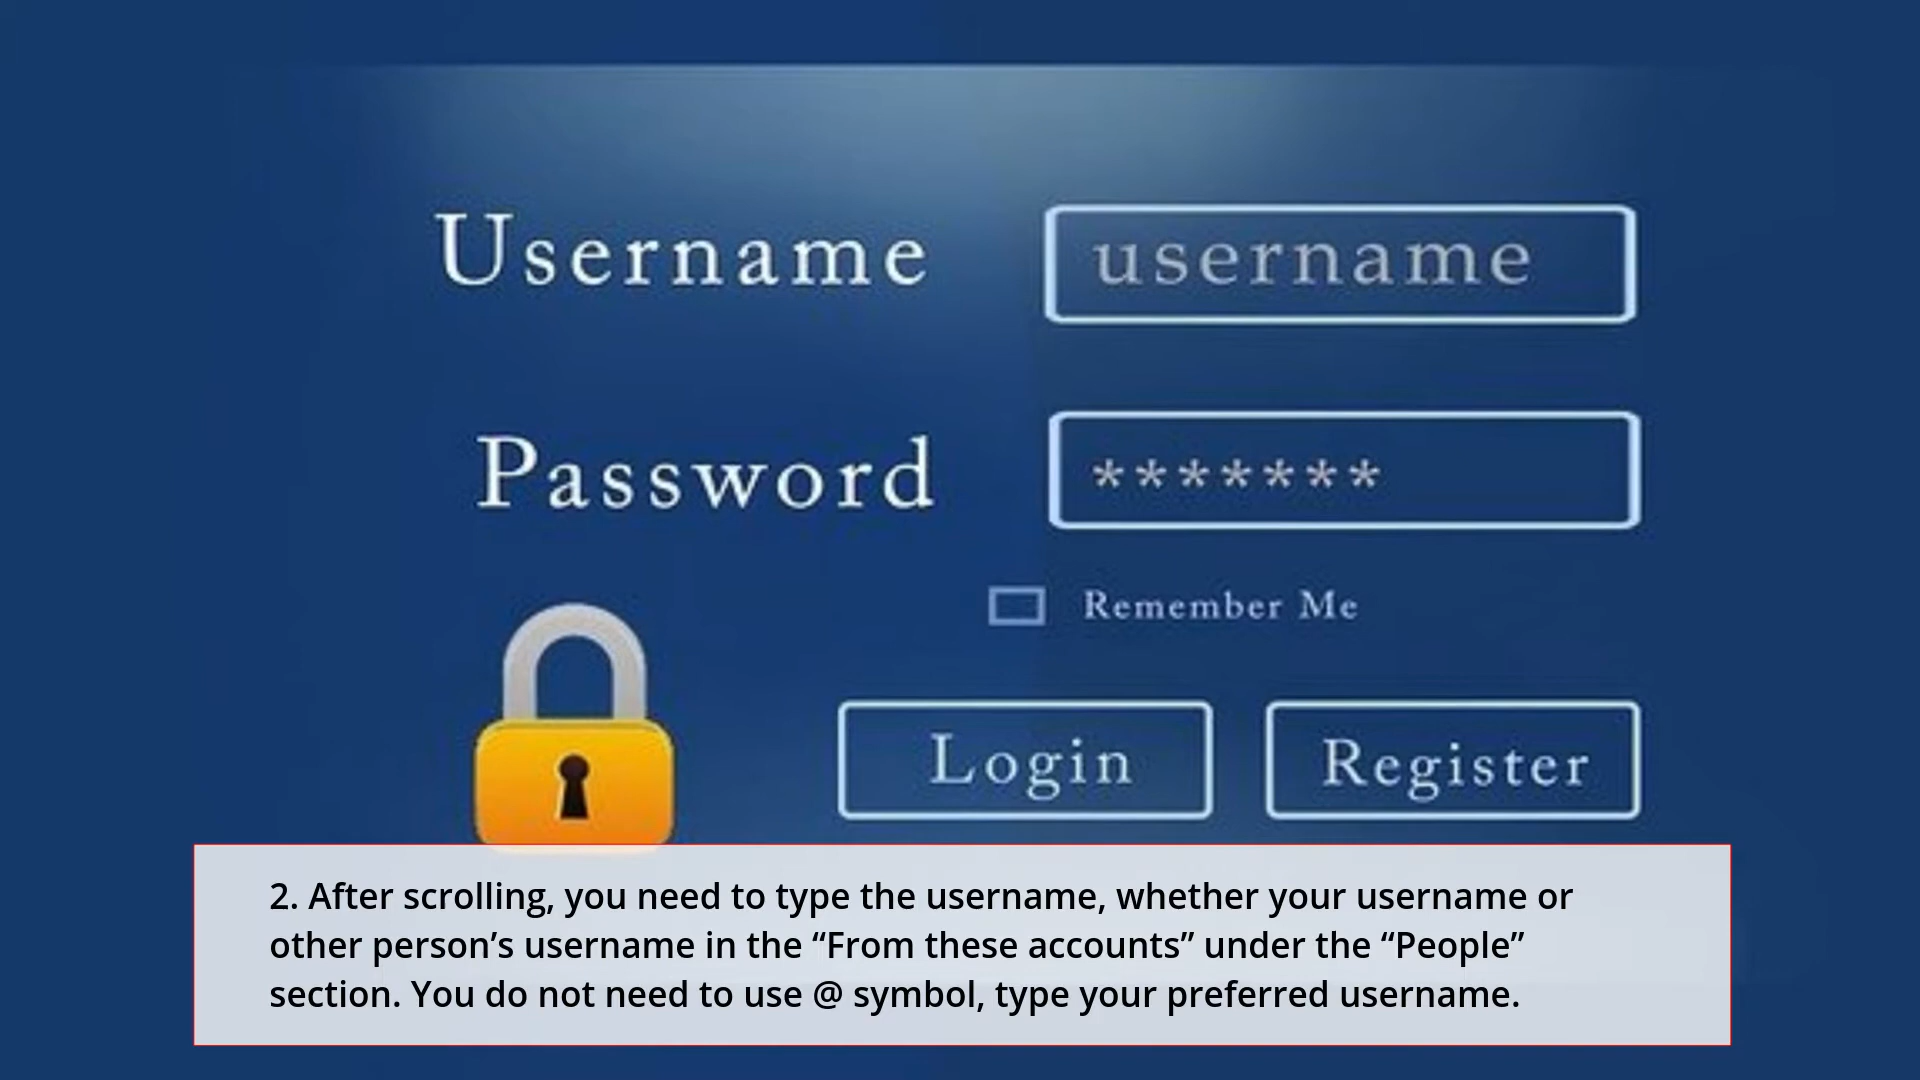 Username
username
Password
*******
Remember Me
Login
Register
2. After scrolling, you need to type the username, whether your username or
other person’s username in the “From these accounts” under the “People”
section. You do not need to use @ symbol, type your preferred username.